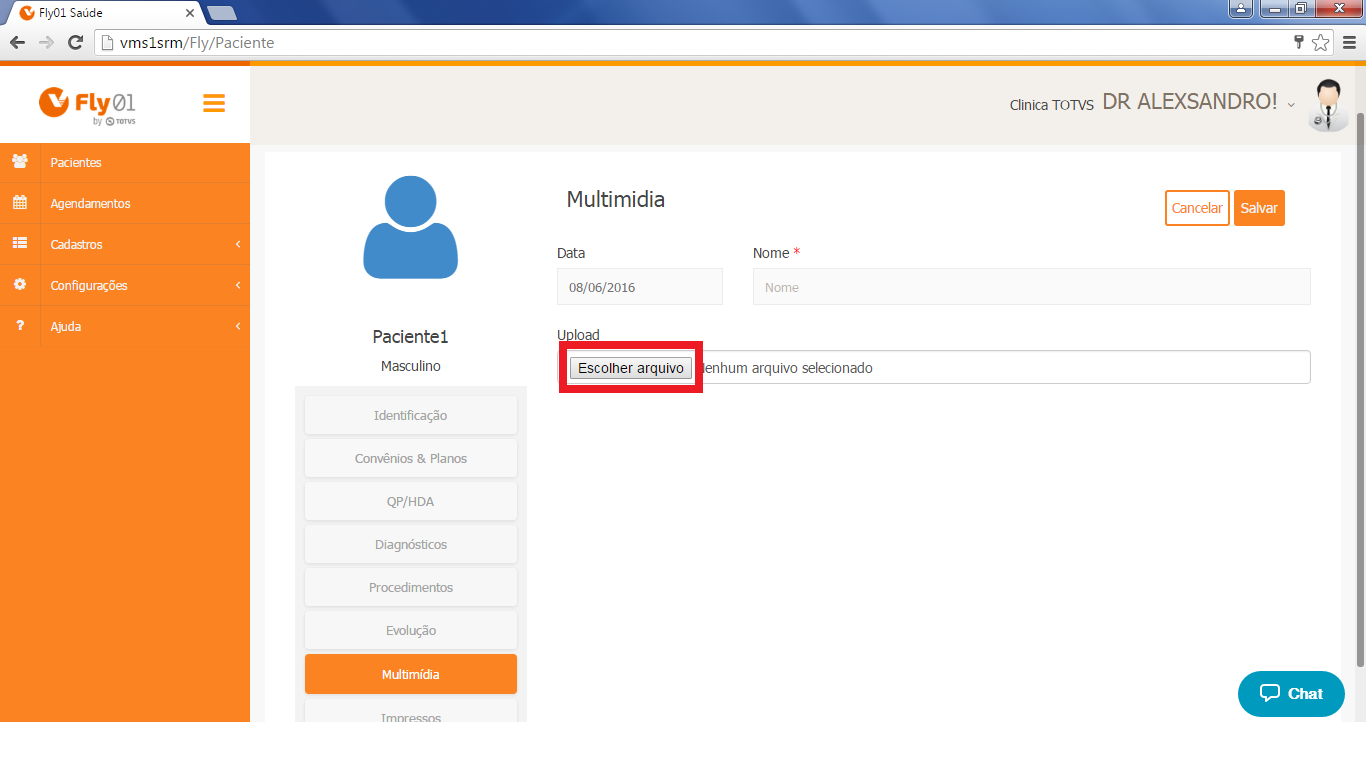 Fly01 Saúde
vms1srm/Fly/Paciente
Fly01
by TOTVS
Clinica TOTVS DR ALEXSANDRO!
Pacientes
Agendamentos
Cadastros
Configurações
Ajuda
Paciente1
Masculino
Identificação
Convênios & Planos
QP/HDA
Diagnósticos
Procedimentos
Evolução
Multimídia
Impressos
Multimidia
Cancelar
Salvar
Data
Nome *
08/06/2016
Nome
Upload
Escolher arquivo enhum arquivo selecionado
Chat